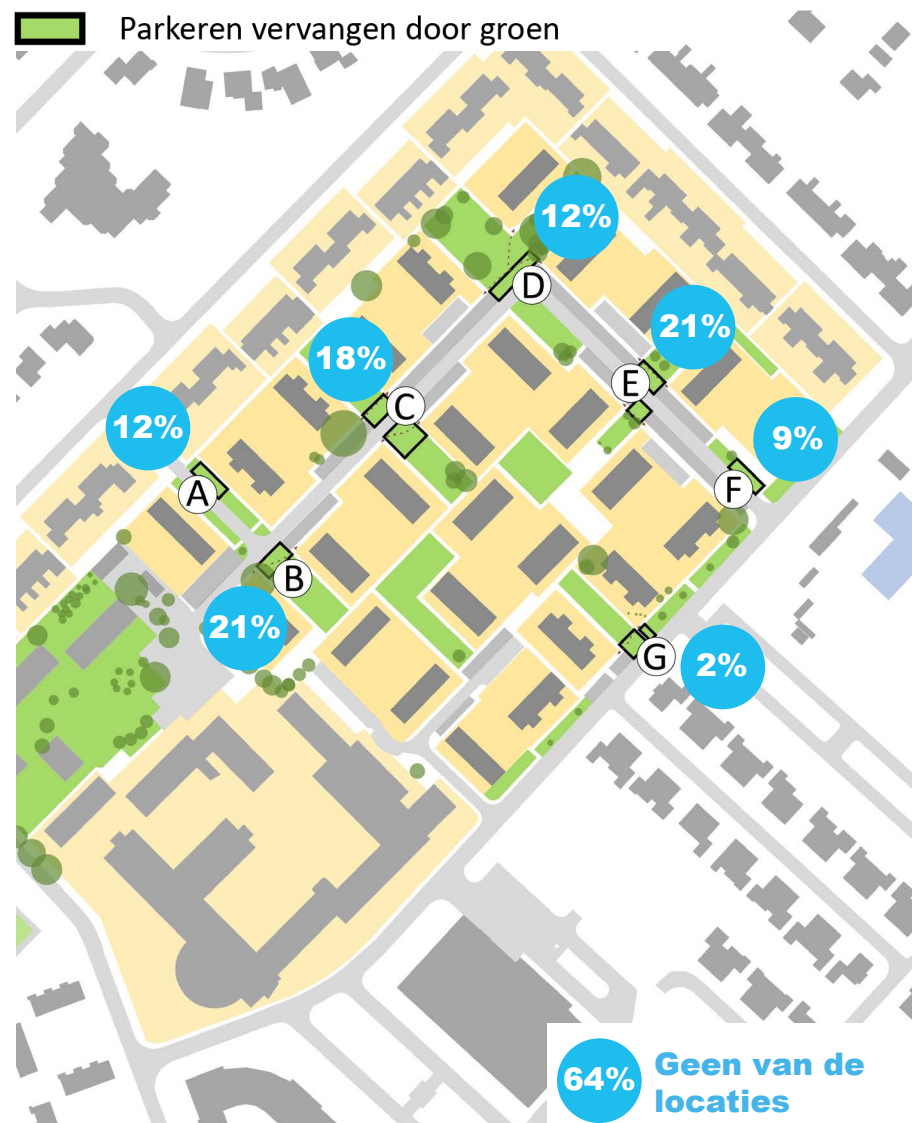 Parkeren vervangen door groen
12%
D
21%
18%
E
C
12%
9%
A
F
B
21%
G
2%
64%
Geen van de
locaties